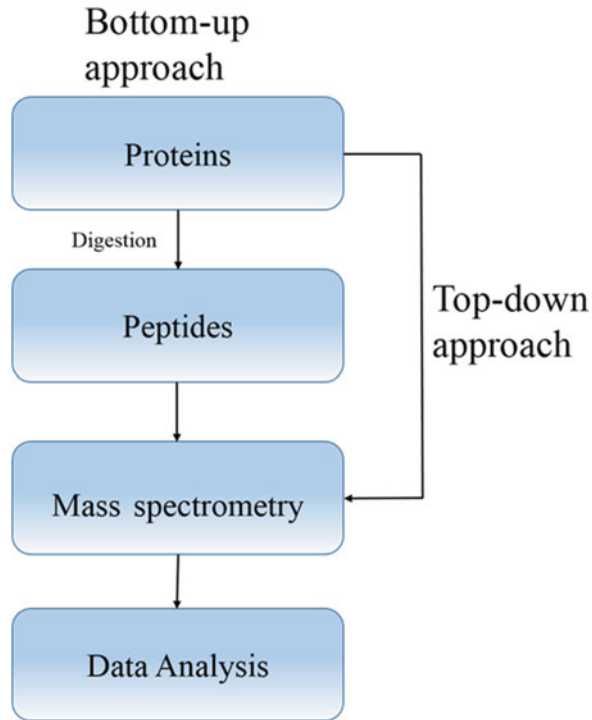 Bottom-up
approach
Proteins
Digestion
Peptides
Top-down
approach
Mass spectrometry
Data Analysis